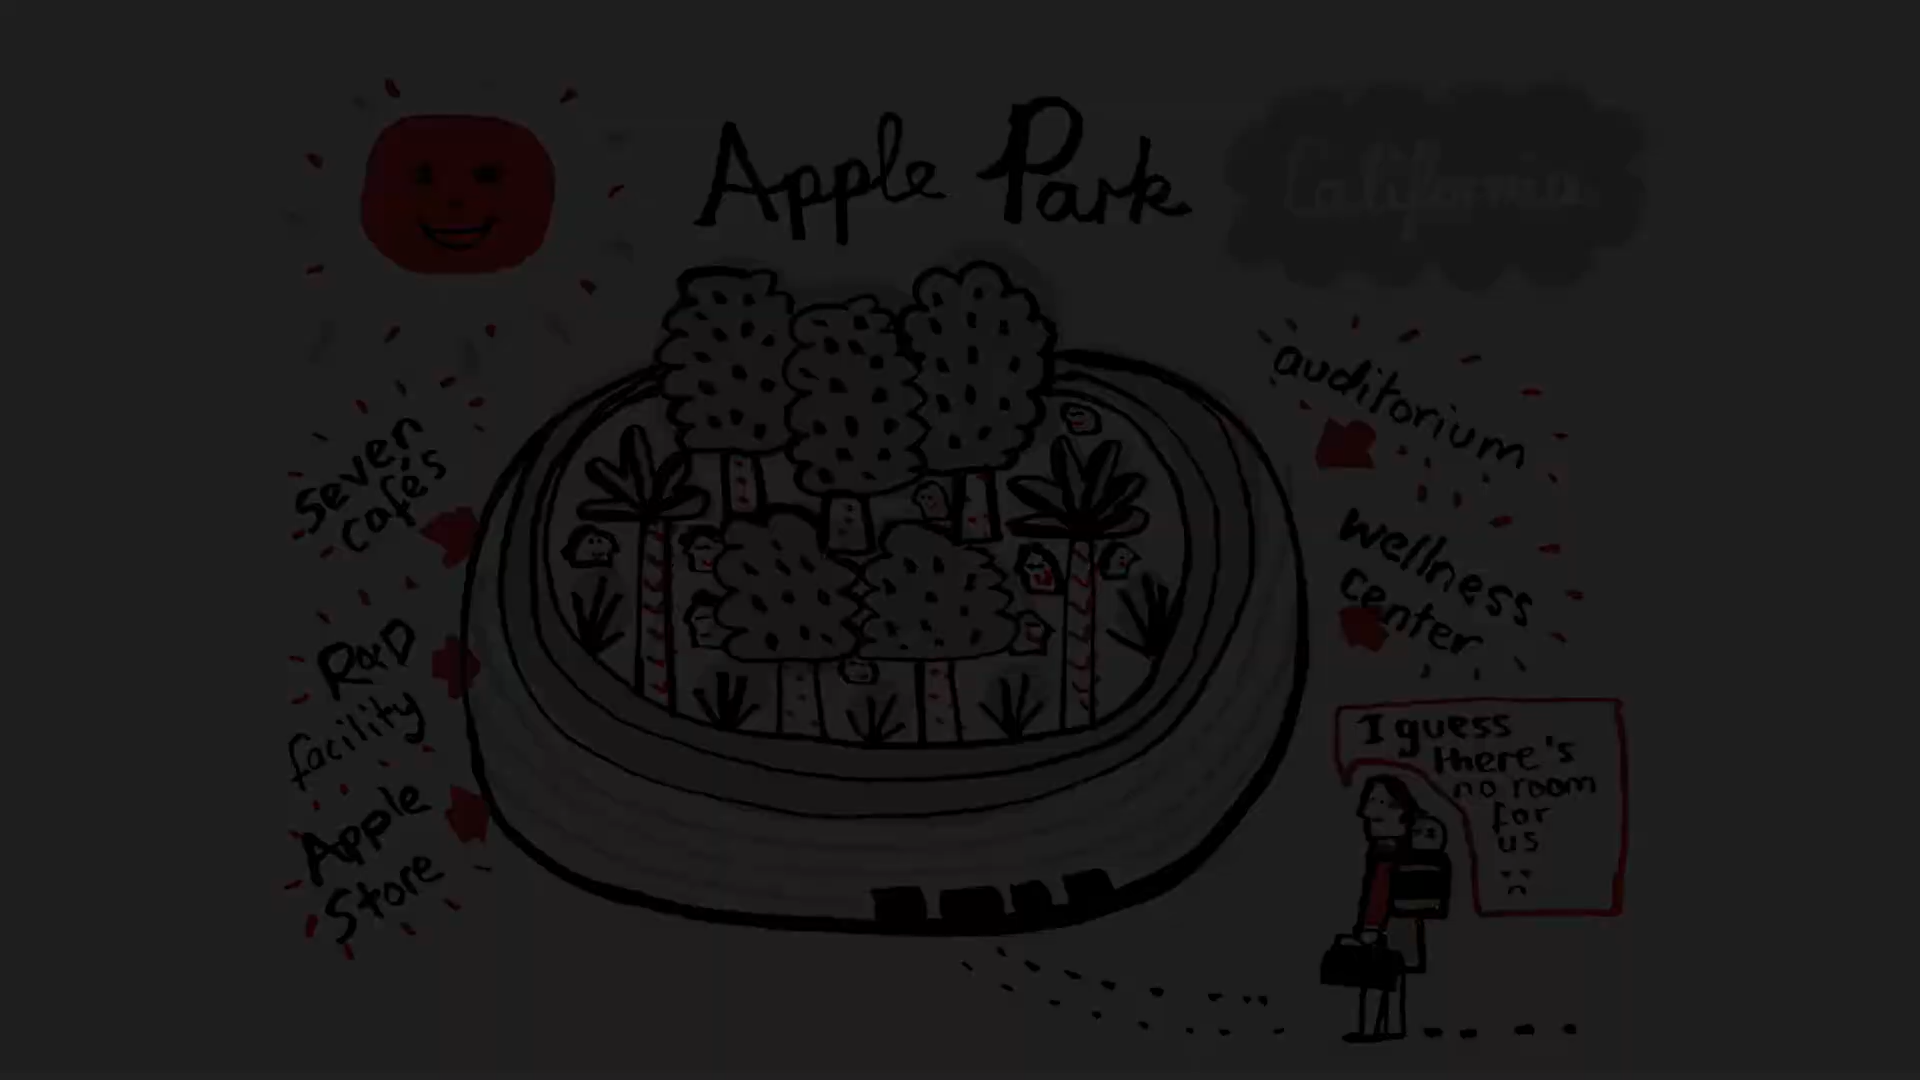 Apple Park
California
seven
cafés
R&D
facility
Apple
Store
auditorium
wellness
center
I guess
there's
no room
for
us